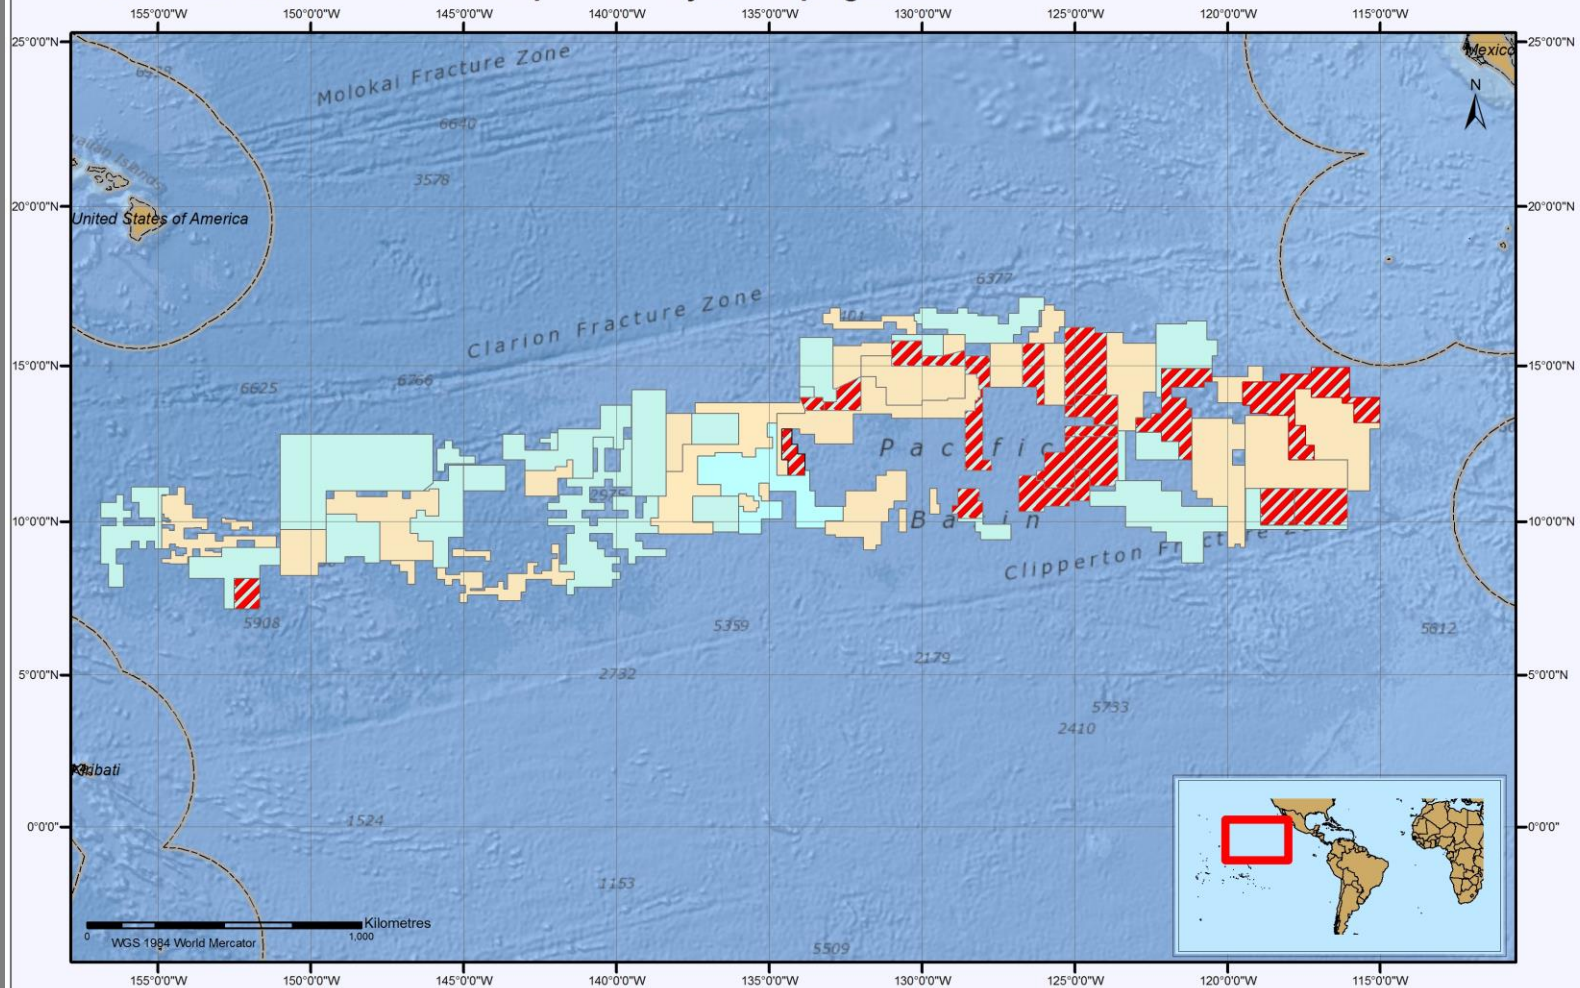 155°0'0"W 150°0'0"W 145°0'0"W 140°0'0"W 135°0'0"W 130°0'0"W 125°0'0"W 120°0'0"W 115°0'0"W
25°0'0"N
25°0'0"N
Mexico
N
Molokai Fracture Zone
6640
3578
20°0'0"N
20°0'0"N
United States of America
Clarion Fracture Zone
6377
15°0'0"N
15°0'0"N
6625
6766
Pacific
Basin
2975
10°0'0"N
10°0'0"N
Clipperton
5908
5359
5612
2179
2732
5°0'0"N
5°0'0"N
5733
2410
1524
0°0'0"
0°0'0"
1153
5509
Kilometres
0 1,000
WGS 1984 World Mercator
155°0'0"W 150°0'0"W 145°0'0"W 140°0'0"W 135°0'0"W 130°0'0"W 125°0'0"W 120°0'0"W 115°0'0"W